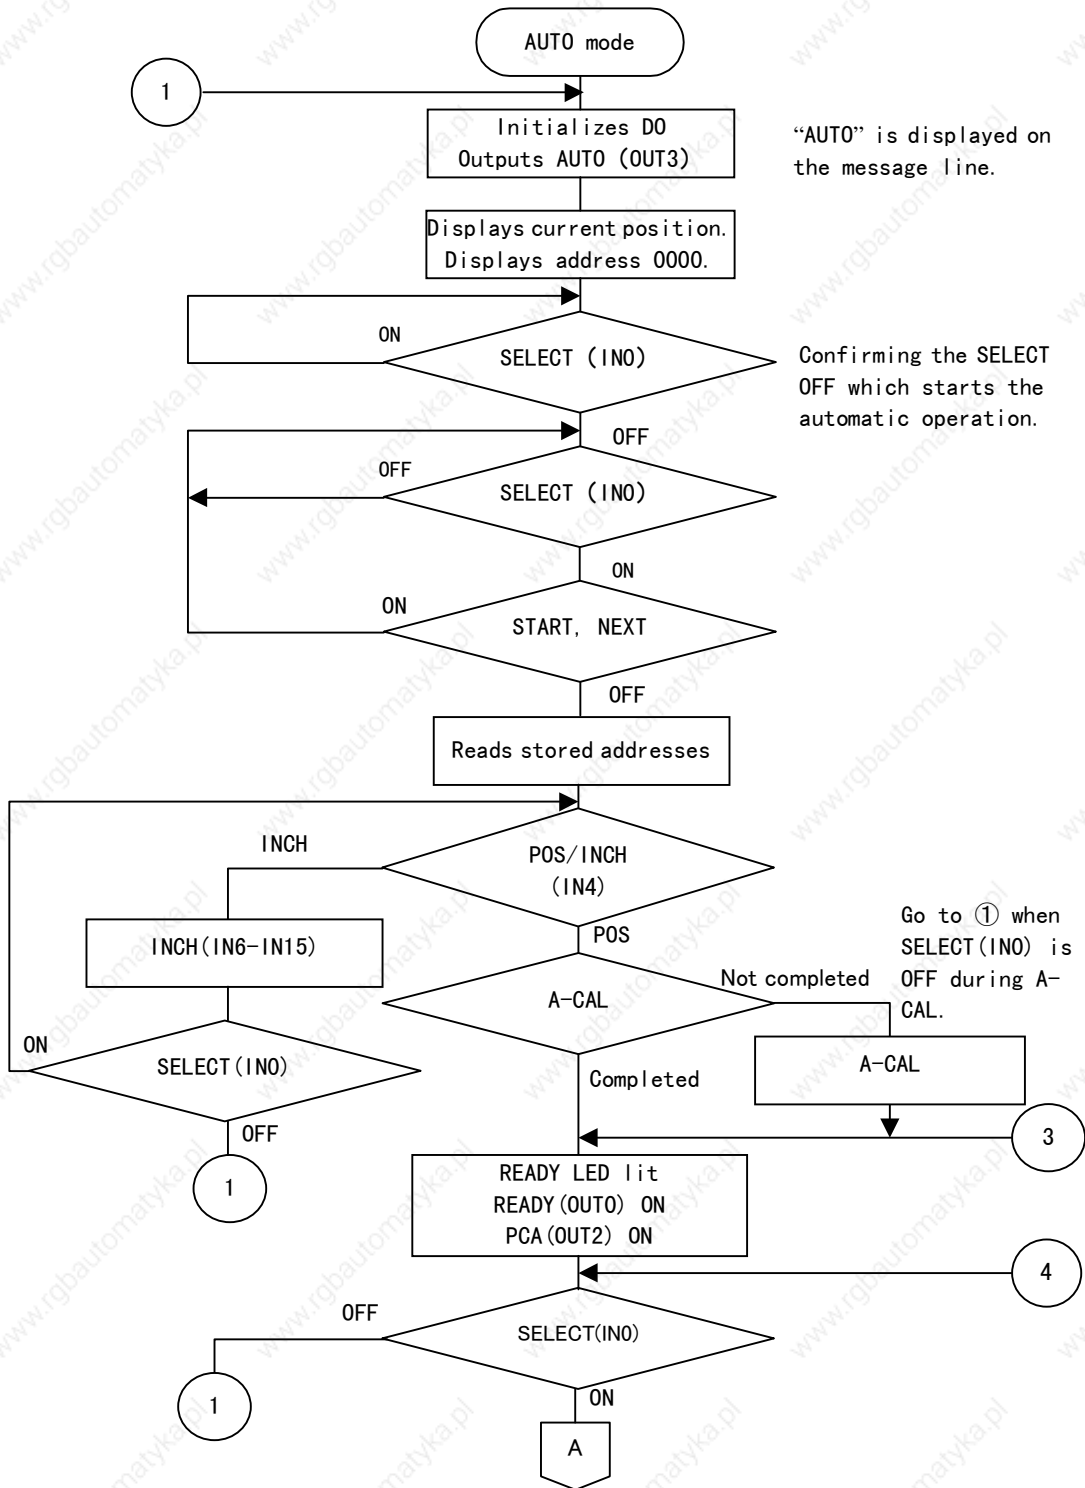 AUTO mode
1
Initializes DO
Outputs AUTO (OUT3)
“AUTO” is displayed on
the message line.
Displays current position.
Displays address 0000.
ON
SELECT (IN0)
Confirming the SELECT
OFF which starts the
automatic operation.
OFF
OFF
SELECT (IN0)
ON
ON
START, NEXT
OFF
Reads stored addresses
INCH
POS/INCH
(IN4)
POS
INCH(IN6-IN15)
Go to ① when
SELECT(IN0) is
OFF during A-
CAL.
A-CAL
Not completed
ON
SELECT(IN0)
OFF
1
Completed
A-CAL
3
READY LED lit
READY(OUT0) ON
PCA(OUT2) ON
4
OFF
SELECT(IN0)
1
ON
A
www.rgbautomatyka.pl